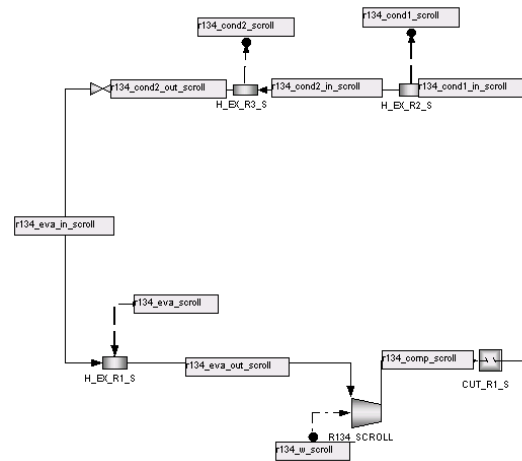 r134_cond2_scroll
r134_cond1_scroll
r134_cond2_out_scroll
r134_cond2_in_scroll
r134_cond1_in_scroll
H_EX_R3_S
H_EX_R2_S
r134_eva_in_scroll
r134_eva_scroll
r134_eva_out_scroll
r134_comp_scroll
H_EX_R1_S
CUT_R1_S
R134_SCROLL
r134_w_scroll